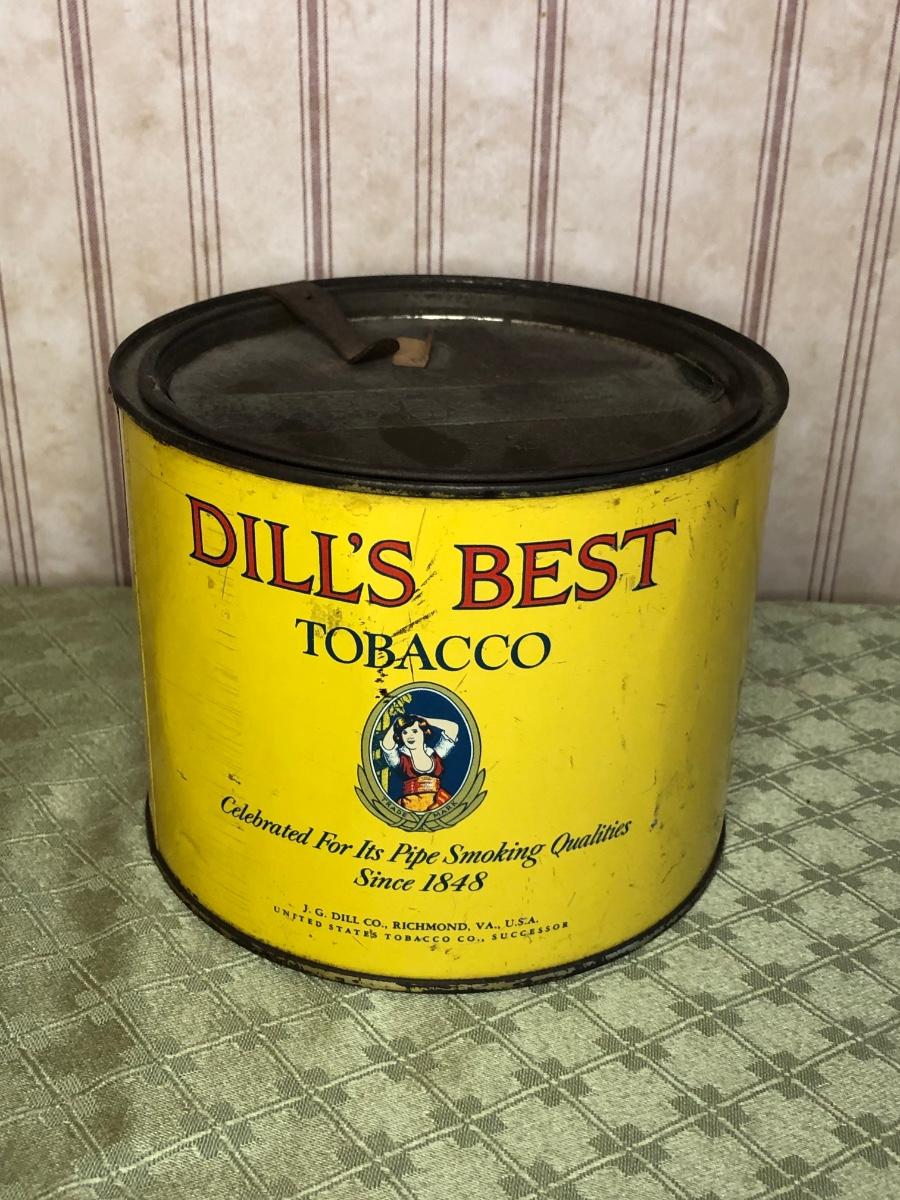 DILL'S BEST
TOBACCO
TRADE MARK
Celebrated For Its Pipe Smoking Qualities
Since 1848
J. G. DILL CO., RICHMOND, VA., U.S.A.
UNITED STATES TOBACCO CO., SUCCESSOR